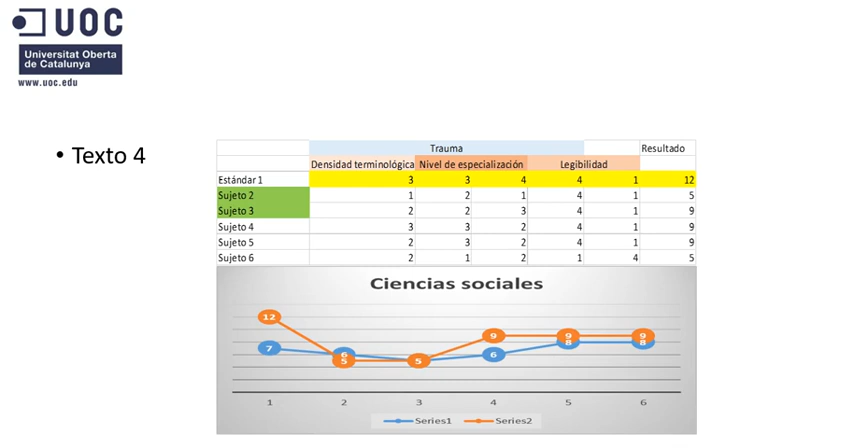 UOC
Universitat Oberta
de Catalunya
www.uoc.edu
• Texto 4
Trauma Resultado
Densidad terminológica Nivel de especialización Legibilidad
Estándar 1 3 3 4 4 1 12
Sujeto 2 1 2 1 4 1 5
Sujeto 3 2 2 3 4 1 9
Sujeto 4 3 3 2 4 1 9
Sujeto 5 2 3 2 4 1 9
Sujeto 6 2 1 2 1 4 5
Ciencias sociales
12 9 9 9
7 6 6 8 8
5 5
1 2 3 4 5 6
Series1 Series2